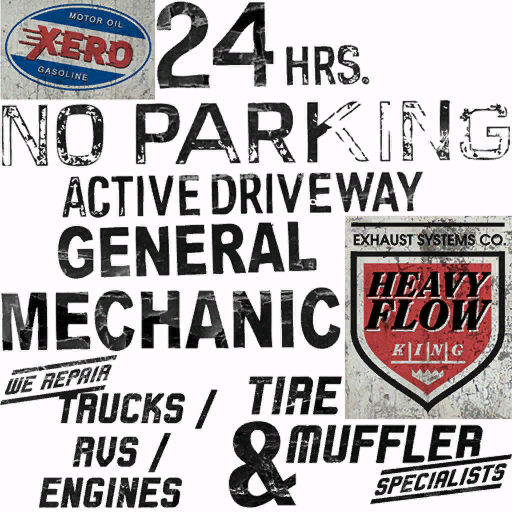 MOTOR OIL
XERO
GASOLINE
24 HRS.
NO PARKING
ACTIVE DRIVEWAY
GENERAL
MECHANIC
EXHAUST SYSTEMS CO.
HEAVY
FLOW
KING
WE REPAIR
TRUCKS /
RVS /
ENGINES
TIRE
& MUFFLER
SPECIALISTS